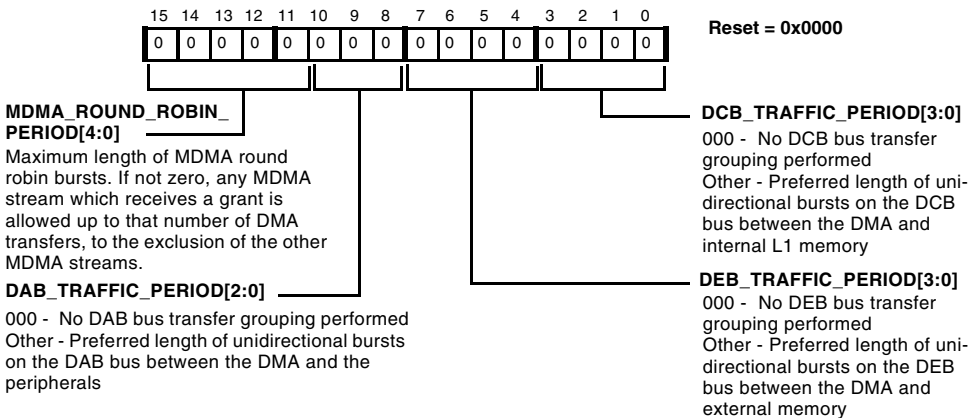 15 14 13 12 11 10 9 8 7 6 5 4 3 2 1 0
0 0 0 0 0 0 0 0 0 0 0 0 0 0 0 0
Reset = 0x0000
MDMA_ROUND_ROBIN_
PERIOD[4:0]
Maximum length of MDMA round
robin bursts. If not zero, any MDMA
stream which receives a grant is
allowed up to that number of DMA
transfers, to the exclusion of the other
MDMA streams.
DAB_TRAFFIC_PERIOD[2:0]
000 - No DAB bus transfer grouping performed
Other - Preferred length of unidirectional bursts
on the DAB bus between the DMA and the
peripherals
DCB_TRAFFIC_PERIOD[3:0]
000 - No DCB bus transfer
grouping performed
Other - Preferred length of uni-
directional bursts on the DCB
bus between the DMA and
internal L1 memory
DEB_TRAFFIC_PERIOD[3:0]
000 - No DEB bus transfer
grouping performed
Other - Preferred length of uni-
directional bursts on the DEB
bus between the DMA and
external memory